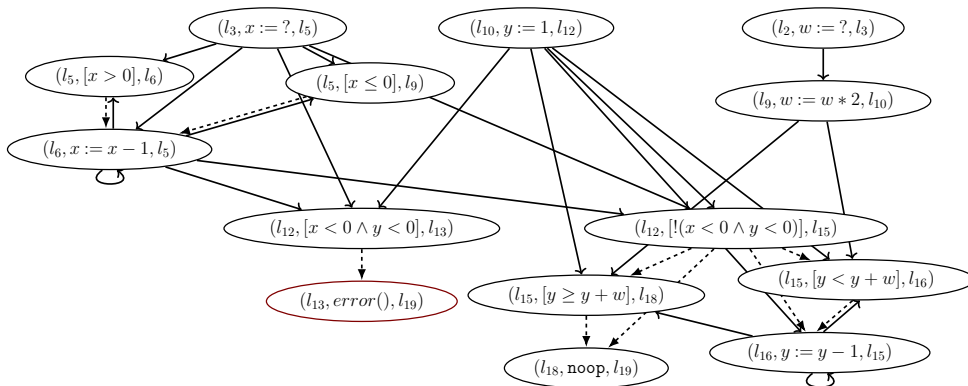 (l₃, x := ?, l₅)
(l₁₀, y := 1, l₁₂)
(l₂, w := ?, l₃)
(l₅, [x > 0], l₆)
(l₅, [x ≤ 0], l₉)
(l₉, w := w ∗ 2, l₁₀)
(l₆, x := x − 1, l₅)
(l₁₂, [x < 0 ∧ y < 0], l₁₃)
(l₁₂, [!(x < 0 ∧ y < 0)], l₁₅)
(l₁₅, [y < y + w], l₁₆)
(l₁₃, error(), l₁₉)
(l₁₅, [y ≥ y + w], l₁₈)
(l₁₆, y := y − 1, l₁₅)
(l₁₈, noop, l₁₉)